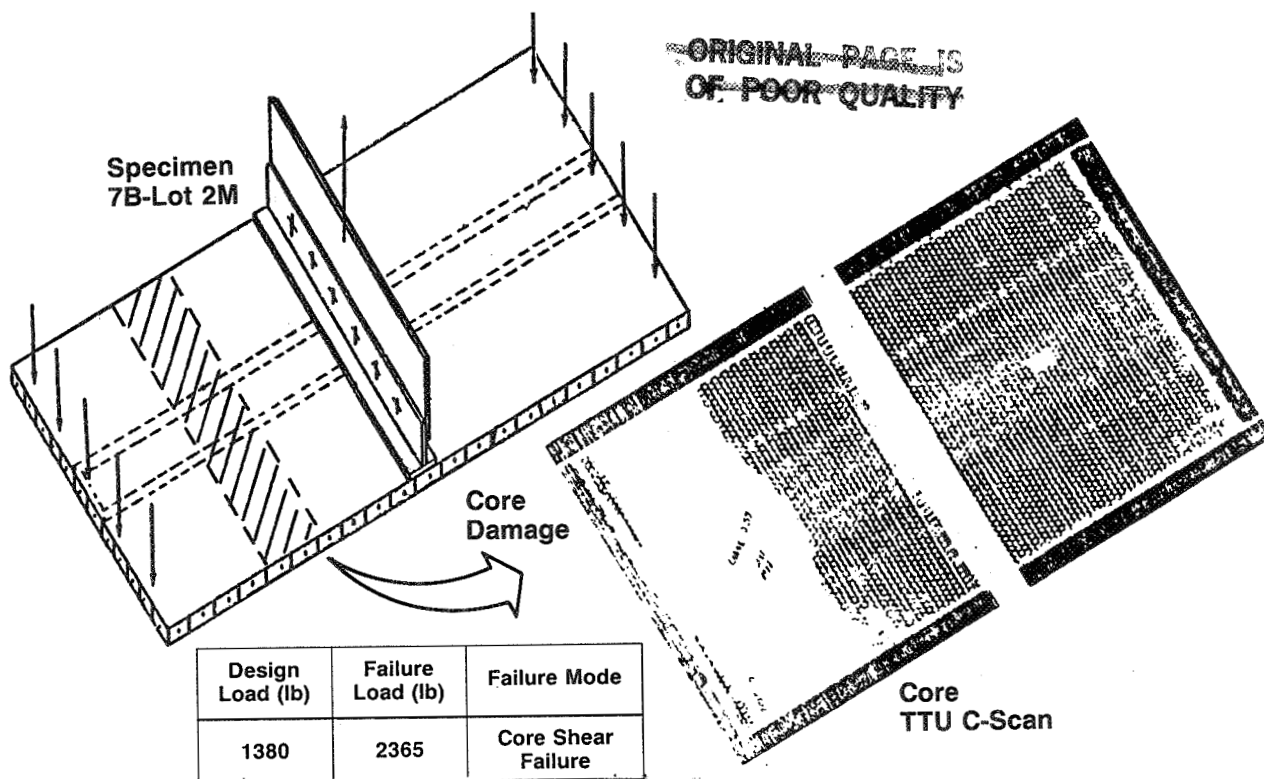 ORIGINAL PAGE IS
OF POOR QUALITY
Specimen
7B-Lot 2M
Core
Damage
Design
Load (lb)
Failure
Load (lb)
Failure Mode
1380
2365
Core Shear
Failure
Core
TTU C-Scan